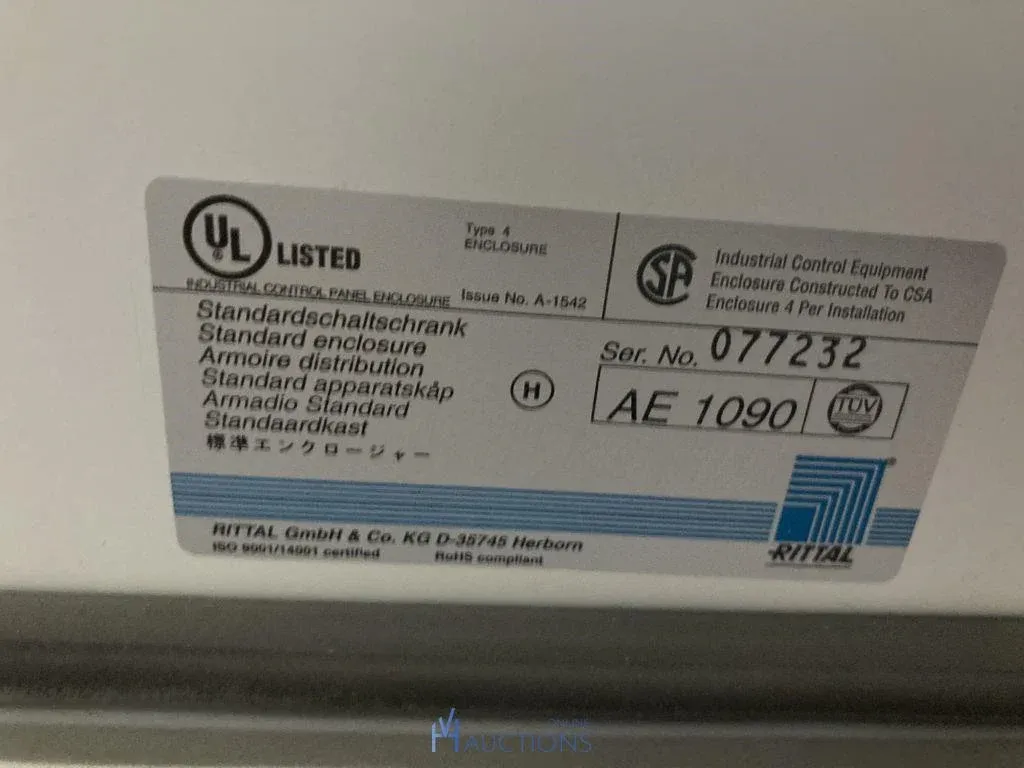 UL ® LISTED
INDUSTRIAL CONTROL PANEL ENCLOSURE
Type 4
ENCLOSURE
Issue No. A-1542
SA
Industrial Control Equipment
Enclosure Constructed To CSA
Enclosure 4 Per Installation
Standardschaltschrank
Standard enclosure
Armoire distribution
Standard apparatskåp
Armadio Standard
Standaardkast
標準エンクロージャー
H
Ser. No. 077232
AE 1090
TÜV
RITTAL GmbH & Co. KG D-35745 Herborn
ISO 9001/14001 certified RoHS compliant
®
RITTAL
HVA ONLINE
AUCTIONS